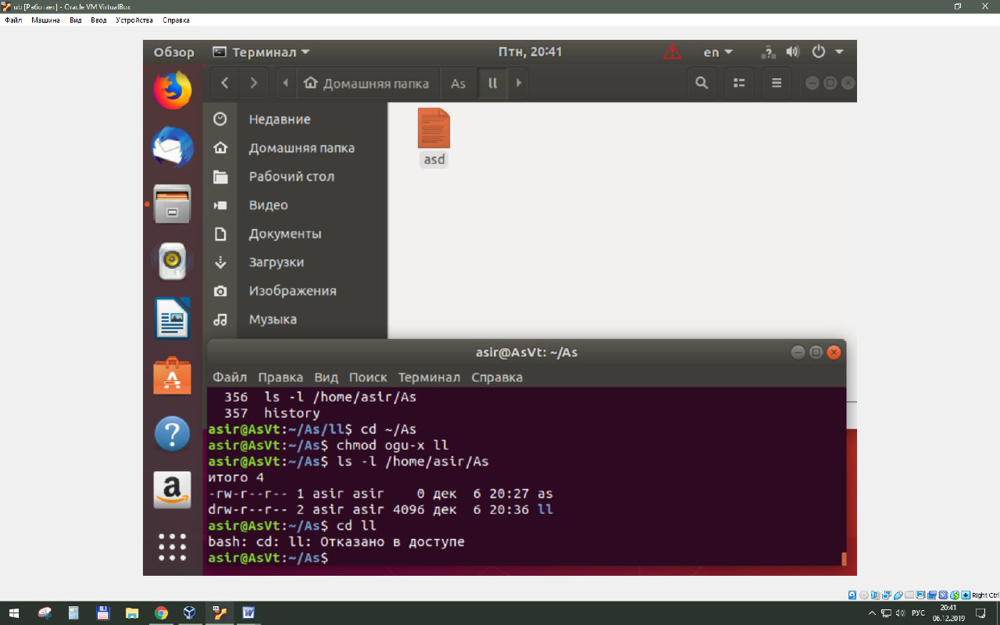 ub [Работает] - Oracle VM VirtualBox
Файл Машина Вид Ввод Устройства Справка
Обзор Терминал Птн, 20:41 en
Домашняя папка As ll
Недавние
Домашняя папка
Рабочий стол
Видео
Документы
Загрузки
Изображения
Музыка
asd
asir@AsVt: ~/As
Файл Правка Вид Поиск Терминал Справка
356 ls -l /home/asir/As
357 history
asir@AsVt:~/As/ll$ cd ~/As
asir@AsVt:~/As$ chmod ogu-x ll
asir@AsVt:~/As$ ls -l /home/asir/As
итого 4
-rw-r--r-- 1 asir asir 0 дек 6 20:27 as
drw-r--r-- 2 asir asir 4096 дек 6 20:36 ll
asir@AsVt:~/As$ cd ll
bash: cd: ll: Отказано в доступе
asir@AsVt:~/As$
Right Ctrl
РУС
20:41
06.12.2019